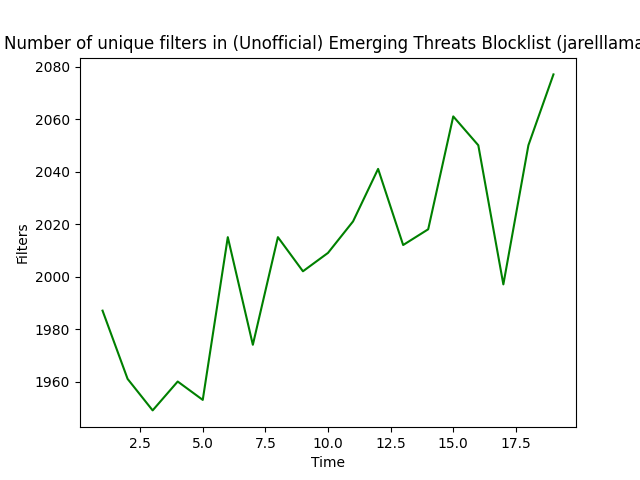 Number of unique filters in (Unofficial) Emerging Threats Blocklist (jarelllama
2080
2060
2040
2020
2000
1980
1960
Filters
2.5 5.0 7.5 10.0 12.5 15.0 17.5
Time